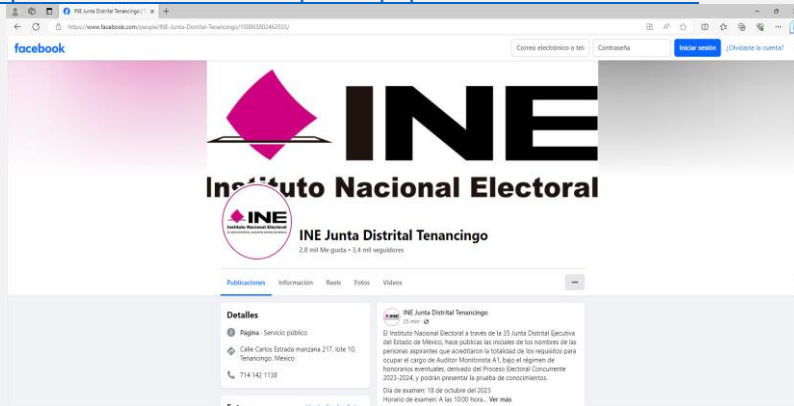 INE Junta Distrital Tenancingo | F
https://www.facebook.com/people/INE-Junta-Distrital-Tenancingo/100063902462503/
facebook
Correo electrónico o telé
Contraseña
Iniciar sesión
¿Olvidaste la cuenta?
INE
Instituto Nacional Electoral
INE
Instituto Nacional Electoral
INE Junta Distrital Tenancingo
2,8 mil Me gusta • 3,4 mil seguidores
Publicaciones
Información
Reels
Fotos
Videos
Detalles
Página · Servicio público
Calle Carlos Estrada manzana 217, lote 10,
Tenancingo, Mexico
714 142 1138
INE Junta Distrital Tenancingo
23 min
El Instituto Nacional Electoral a través de la 35 Junta Distrital Ejecutiva
del Estado de México, hace públicas las iniciales de los nombres de las
personas aspirantes que acreditaron la totalidad de los requisitos para
ocupar el cargo de Auditor Monitorista A1, bajo el régimen de
honorarios eventuales, derivado del Proceso Electoral Concurrente
2023-2024, y podrán presentar la prueba de conocimientos.
Día de examen: 18 de octubre del 2023
Horario de examen: A las 10:00 hora... Ver más